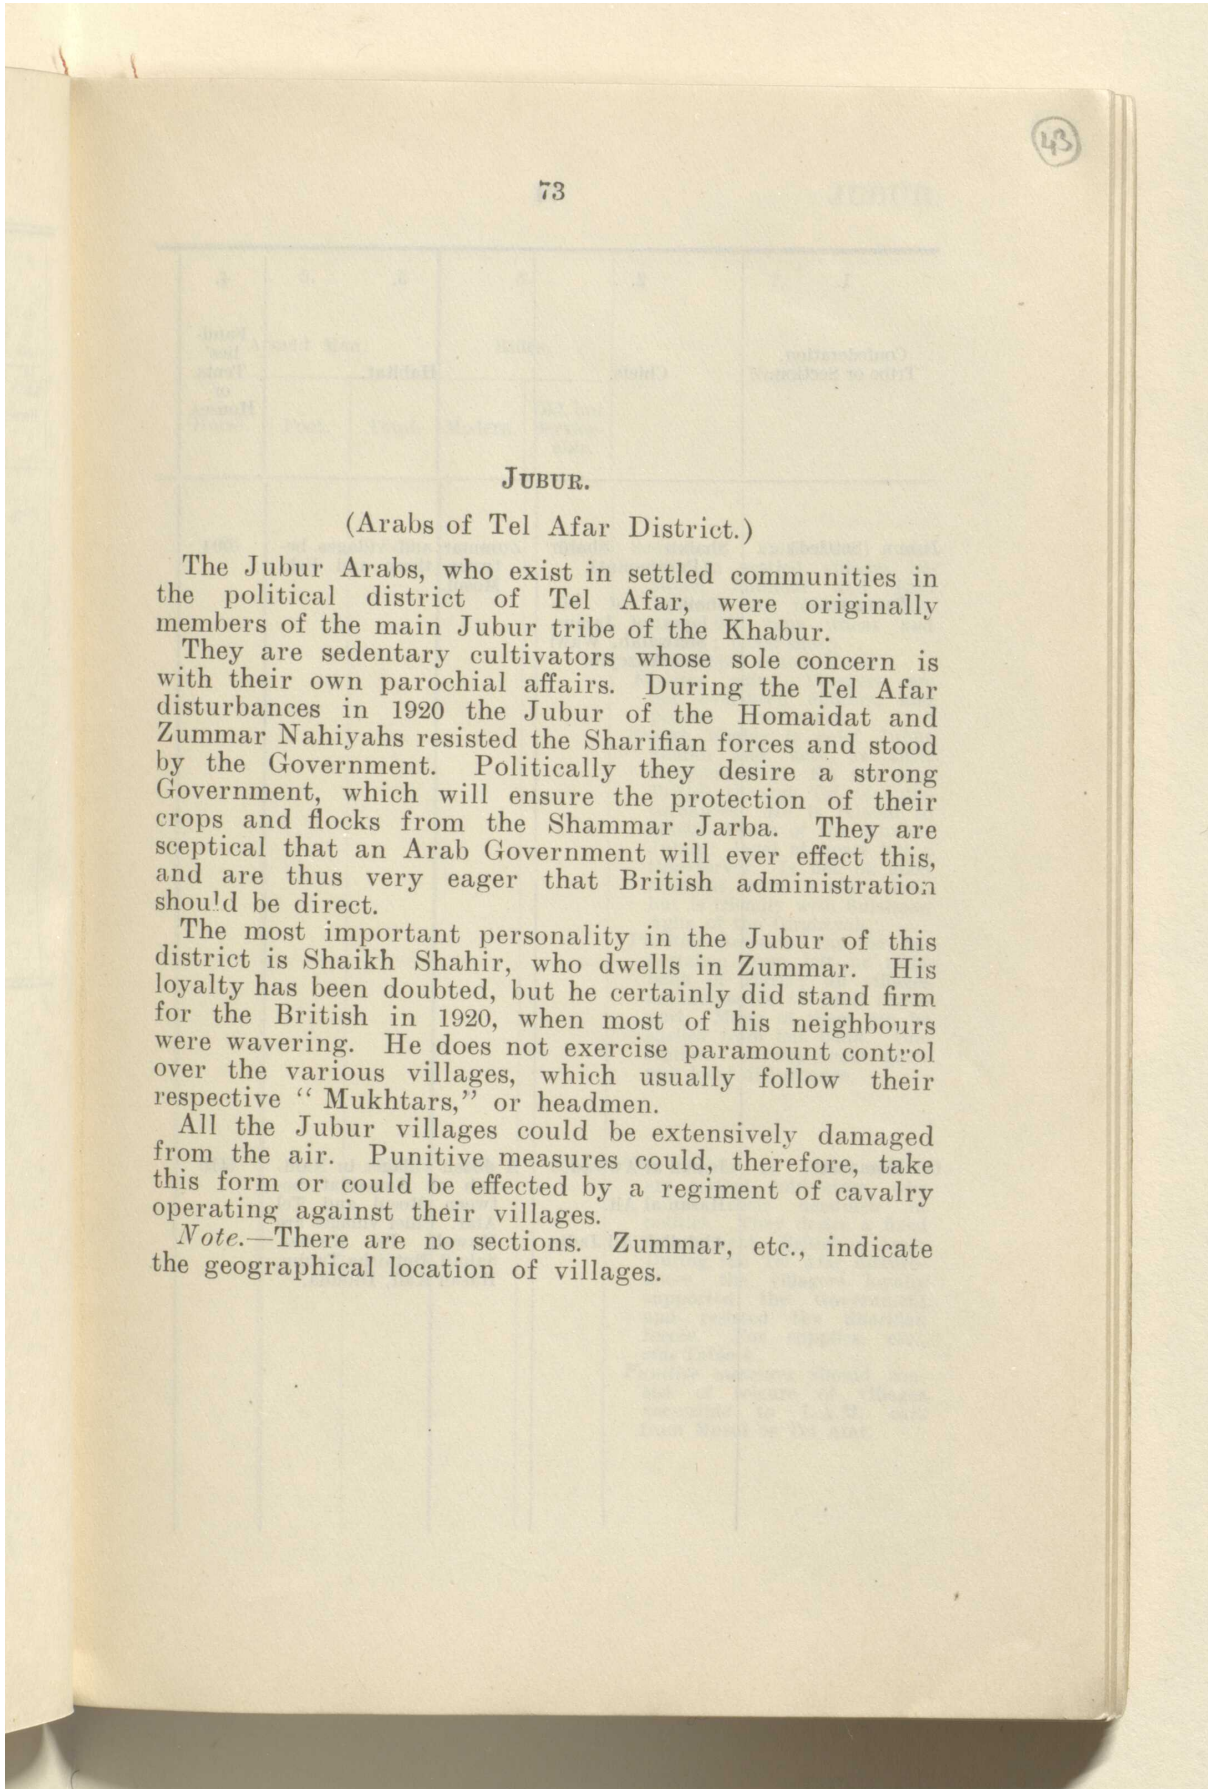 43
73
JUBUR.
(Arabs of Tel Afar District.)
The Jubur Arabs, who exist in settled communities in
the political district of Tel Afar, were originally
members of the main Jubur tribe of the Khabur.
They are sedentary cultivators whose sole concern is
with their own parochial affairs. During the Tel Afar
disturbances in 1920 the Jubur of the Homaidat and
Zummar Nahiyahs resisted the Sharifian forces and stood
by the Government. Politically they desire a strong
Government, which will ensure the protection of their
crops and flocks from the Shammar Jarba. They are
sceptical that an Arab Government will ever effect this,
and are thus very eager that British administration
should be direct.
The most important personality in the Jubur of this
district is Shaikh Shahir, who dwells in Zummar. His
loyalty has been doubted, but he certainly did stand firm
for the British in 1920, when most of his neighbours
were wavering. He does not exercise paramount control
over the various villages, which usually follow their
respective “ Mukhtars,” or headmen.
All the Jubur villages could be extensively damaged
from the air. Punitive measures could, therefore, take
this form or could be effected by a regiment of cavalry
operating against their villages.
Note.—There are no sections. Zummar, etc., indicate
the geographical location of villages.